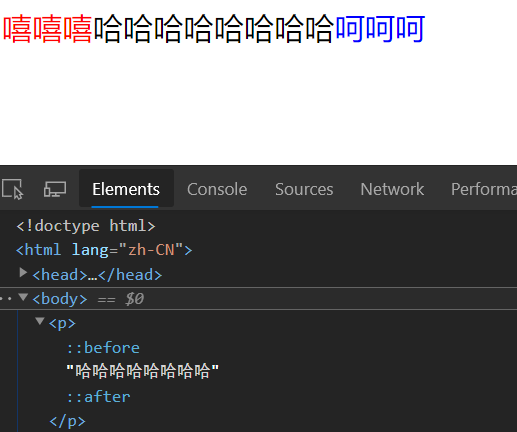 嘻嘻嘻哈哈哈哈哈哈哈哈呵呵呵
Elements Console Sources Network Performa
<!doctype html>
<html lang="zh-CN">
<head>…</head>
<body> == $0
<p>
::before
"哈哈哈哈哈哈哈哈"
::after
</p>